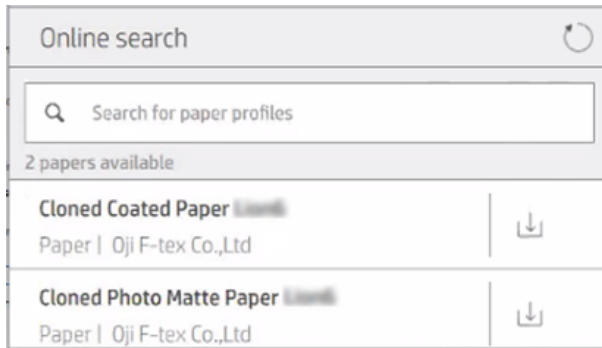 Online search
Search for paper profiles
2 papers available
Cloned Coated Paper
Paper | Oji F-tex Co.,Ltd
Cloned Photo Matte Paper
Paper | Oji F-tex Co.,Ltd